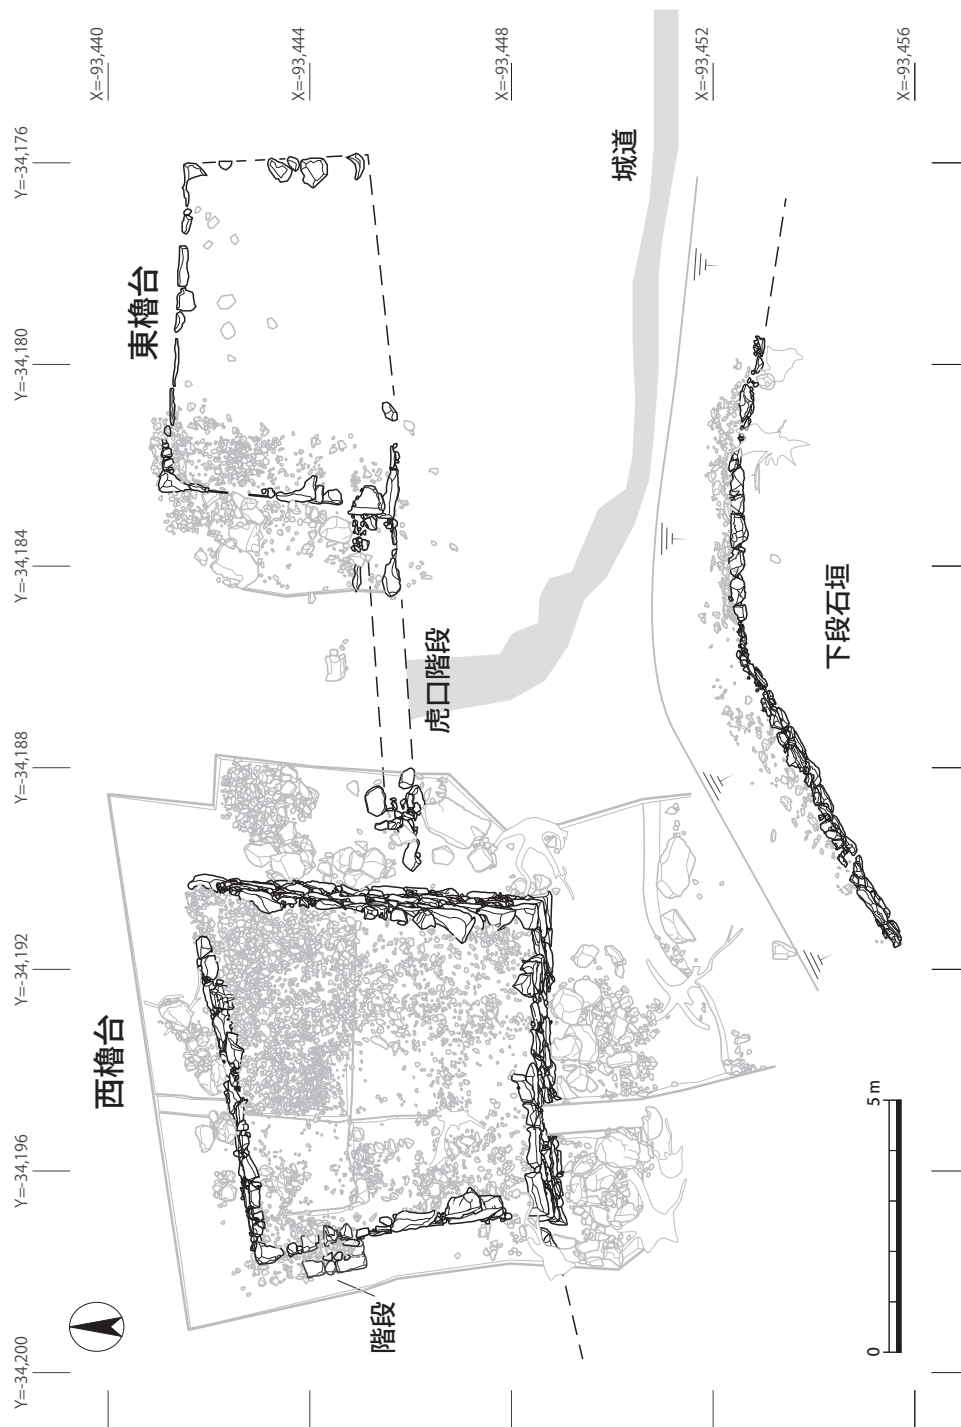 X=-93,440
X=-93,444
X=-93,448
X=-93,452
X=-93,456
Y=-34,176
Y=-34,180
Y=-34,184
Y=-34,188
Y=-34,192
Y=-34,196
Y=-34,200
城道
東櫓台
虎口階段
下段石垣
西櫓台
階段
0
5 m